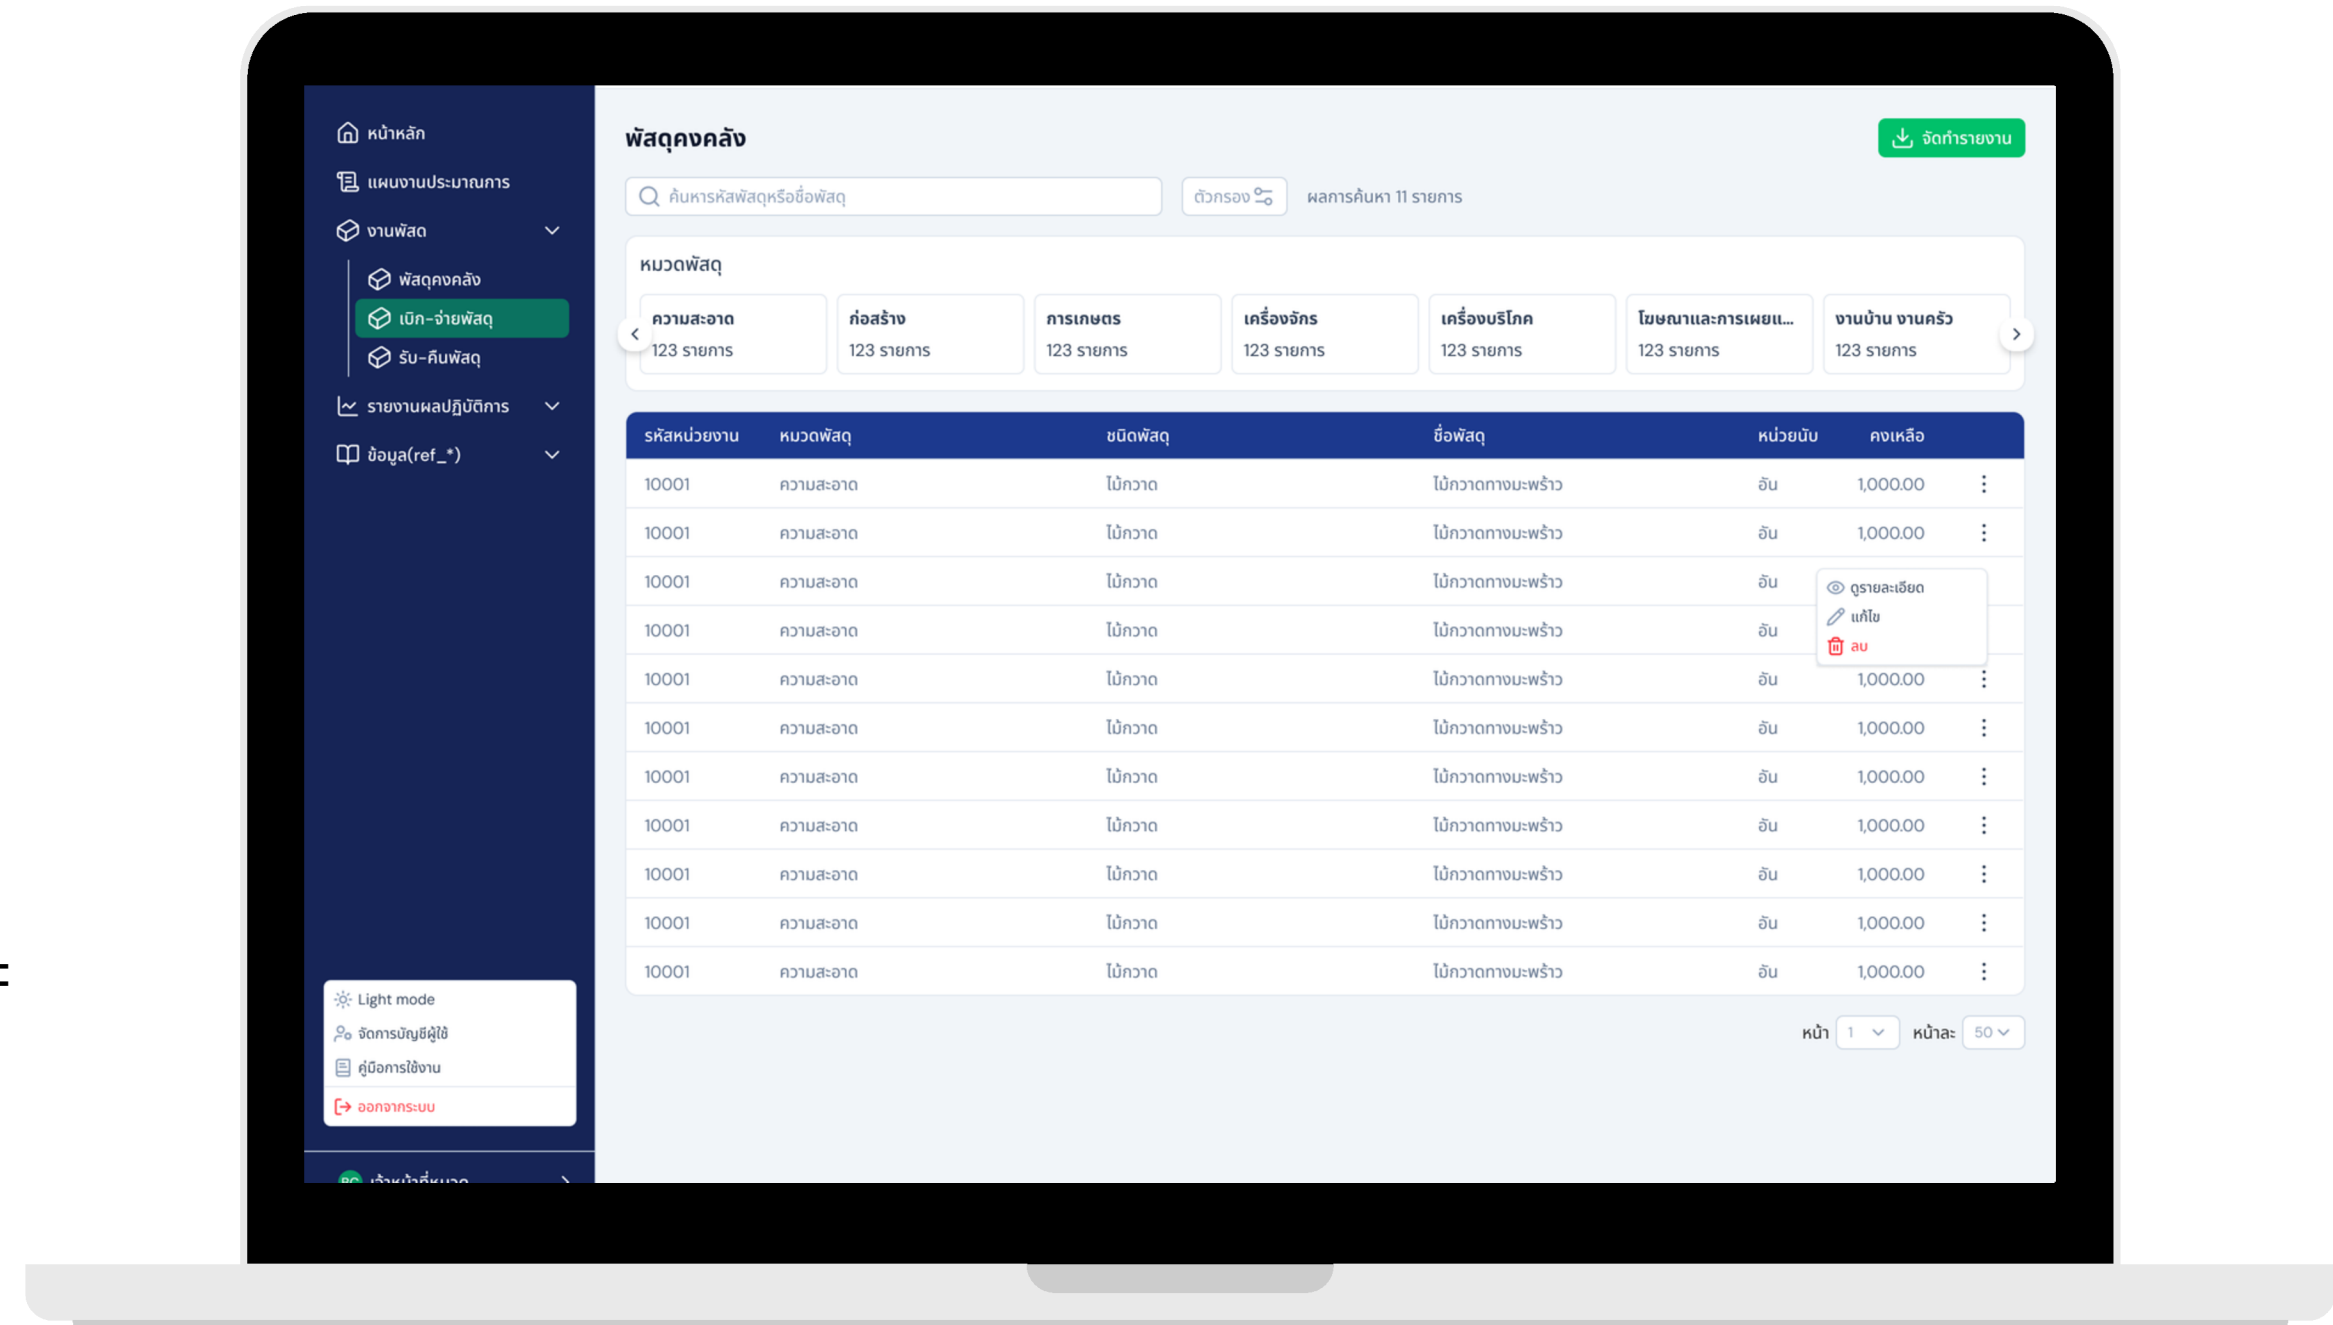 หน้าหลัก
แผนงานประมาณการ
งานพัสด
พัสดุคงคลัง
เบิก-จ่ายพัสดุ
รับ-คืนพัสดุ
รายงานผลปฏิบัติการ
ข้อมูล(ref_*)
Light mode
จัดการบัญชีผู้ใช้
คู่มือการใช้งาน
ออกจากระบบ
เจ้าหน้าที่หมวด
พัสดุคงคลัง
จัดทำรายงาน
ค้นหารหัสพัสดุหรือชื่อพัสดุ ตัวกรอง ผลการค้นหา 11 รายการ
หมวดพัสดุ
ความสะอาด ก่อสร้าง การเกษตร เครื่องจักร เครื่องบริโภค โฆษณาและการเผยแ... งานบ้าน งานครัว
123 รายการ 123 รายการ 123 รายการ 123 รายการ 123 รายการ 123 รายการ 123 รายการ
รหัสหน่วยงาน หมวดพัสดุ ชนิดพัสดุ ชื่อพัสดุ หน่วยนับ คงเหลือ
10001 ความสะอาด ไม้กวาด ไม้กวาดทางมะพร้าว อัน 1,000.00
10001 ความสะอาด ไม้กวาด ไม้กวาดทางมะพร้าว อัน 1,000.00
10001 ความสะอาด ไม้กวาด ไม้กวาดทางมะพร้าว อัน
10001 ความสะอาด ไม้กวาด ไม้กวาดทางมะพร้าว อัน
ดูรายละเอียด
แก้ไข
ลบ
10001 ความสะอาด ไม้กวาด ไม้กวาดทางมะพร้าว อัน 1,000.00
10001 ความสะอาด ไม้กวาด ไม้กวาดทางมะพร้าว อัน 1,000.00
10001 ความสะอาด ไม้กวาด ไม้กวาดทางมะพร้าว อัน 1,000.00
10001 ความสะอาด ไม้กวาด ไม้กวาดทางมะพร้าว อัน 1,000.00
10001 ความสะอาด ไม้กวาด ไม้กวาดทางมะพร้าว อัน 1,000.00
10001 ความสะอาด ไม้กวาด ไม้กวาดทางมะพร้าว อัน 1,000.00
10001 ความสะอาด ไม้กวาด ไม้กวาดทางมะพร้าว อัน 1,000.00
หน้า 1 หน้าละ 50